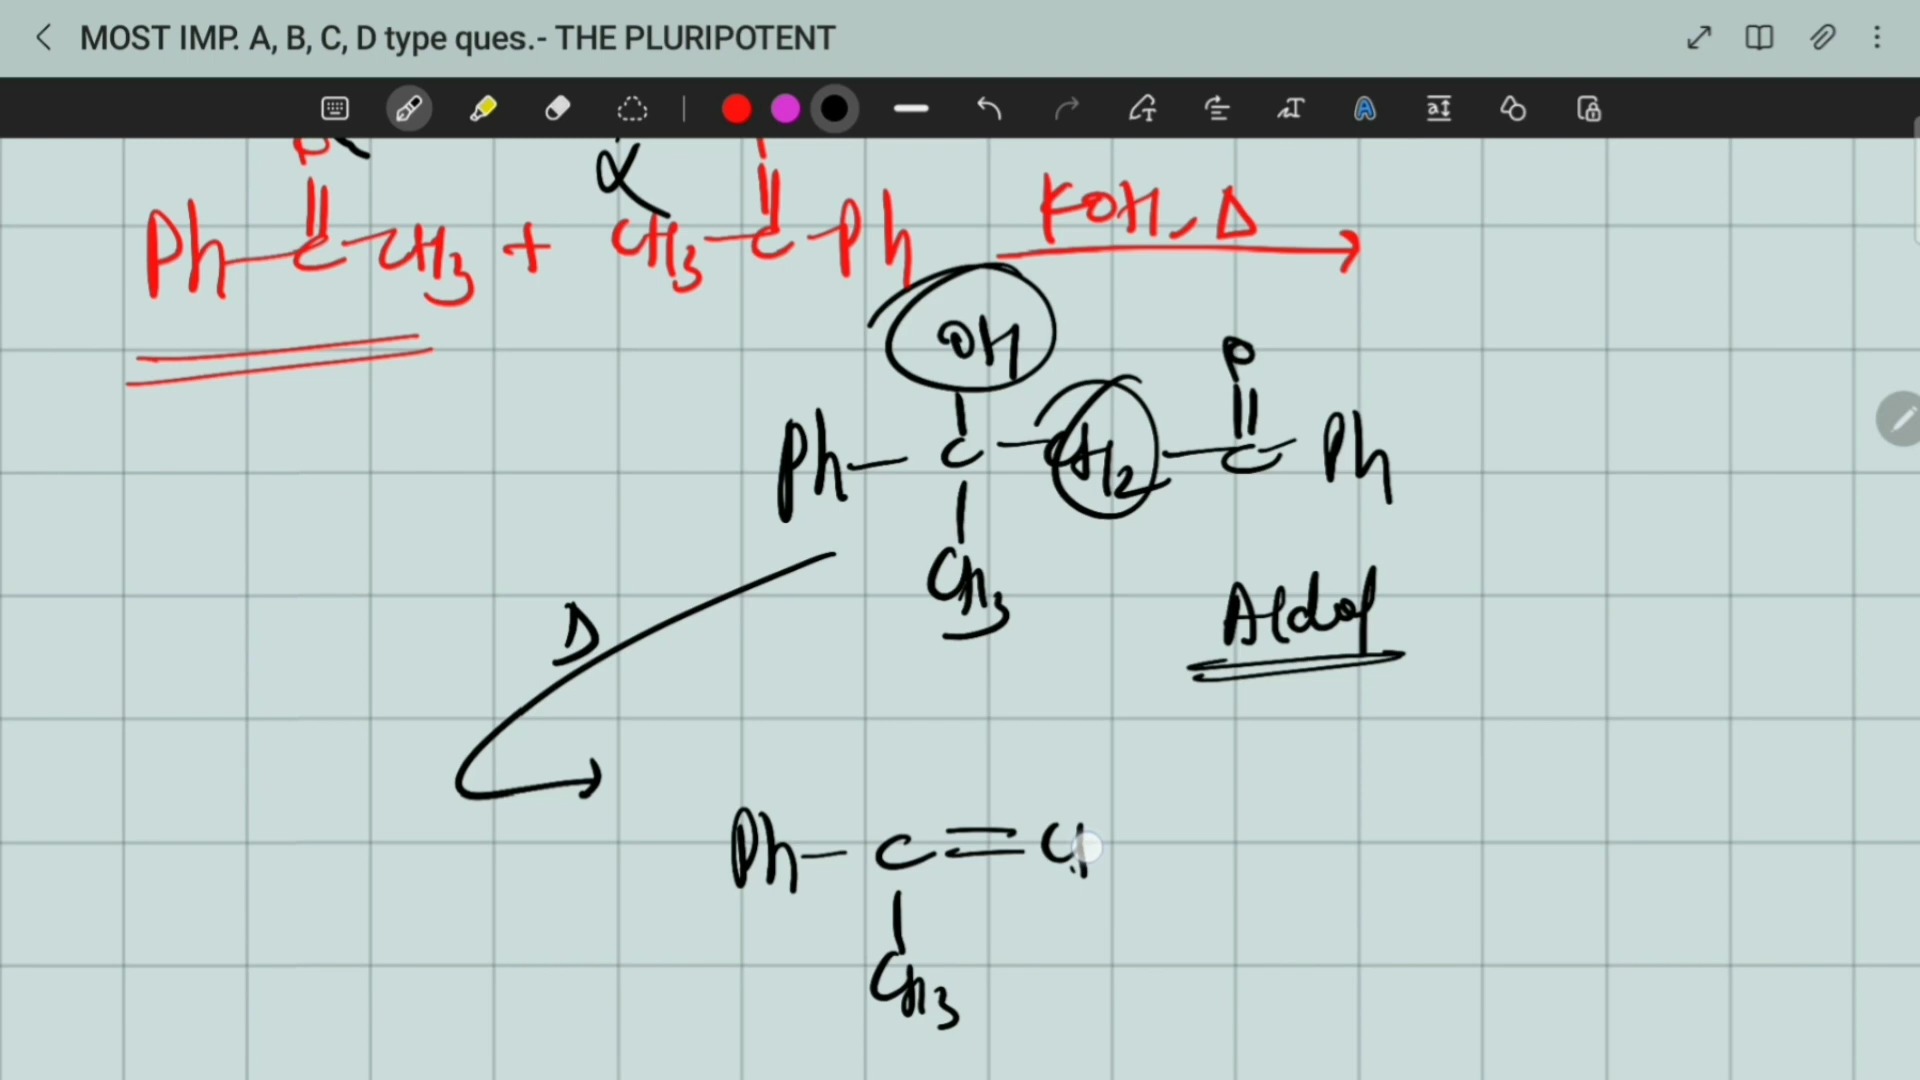 MOST IMP. A, B, C, D type ques.- THE PLURIPOTENT
O
α
Ph-C-CH3 + CH3-C-Ph KOH, Δ
OH
O
Ph-C-CH2-C-Ph
CH3
Aldol
Δ
Ph-C=C
CH3